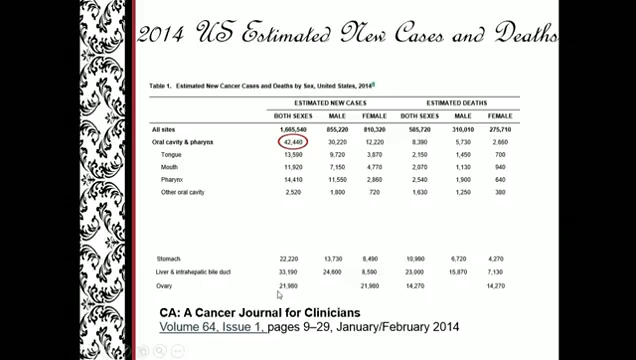 2014 US Estimated New Cases and Deaths
Table 1. Estimated New Cancer Cases and Deaths by Sex, United States, 2014
ESTIMATED NEW CASES ESTIMATED DEATHS
BOTH SEXES MALE FEMALE BOTH SEXES MALE FEMALE
All sites 1,665,540 855,220 810,320 585,720 310,010 275,710
Oral cavity & pharynx 42,440 30,220 12,220 8,390 5,730 2,660
Tongue 13,590 9,720 3,870 2,150 1,450 700
Mouth 11,920 7,150 4,770 2,070 1,130 940
Pharynx 14,410 11,550 2,860 2,540 1,900 640
Other oral cavity 2,520 1,800 720 1,630 1,250 380
Stomach 22,220 13,730 8,490 10,990 6,720 4,270
Liver & intrahepatic bile duct 33,190 24,600 8,590 23,000 15,870 7,130
Ovary 21,980 21,980 14,270 14,270
CA: A Cancer Journal for Clinicians
Volume 64, Issue 1, pages 9–29, January/February 2014